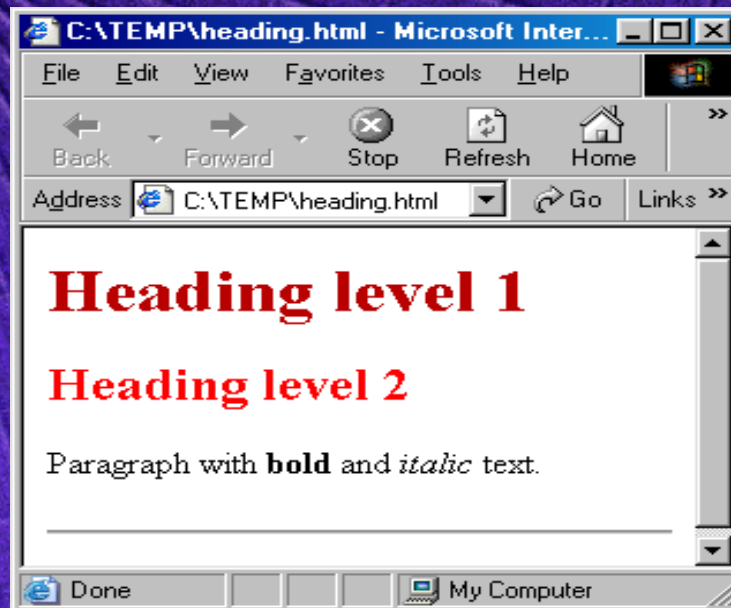 C:\TEMP\heading.html - Microsoft Inter...
File Edit View Favorites Tools Help
Back Forward Stop Refresh Home »
Address C:\TEMP\heading.html Go Links »
Heading level 1
Heading level 2
Paragraph with bold and italic text.
Done My Computer